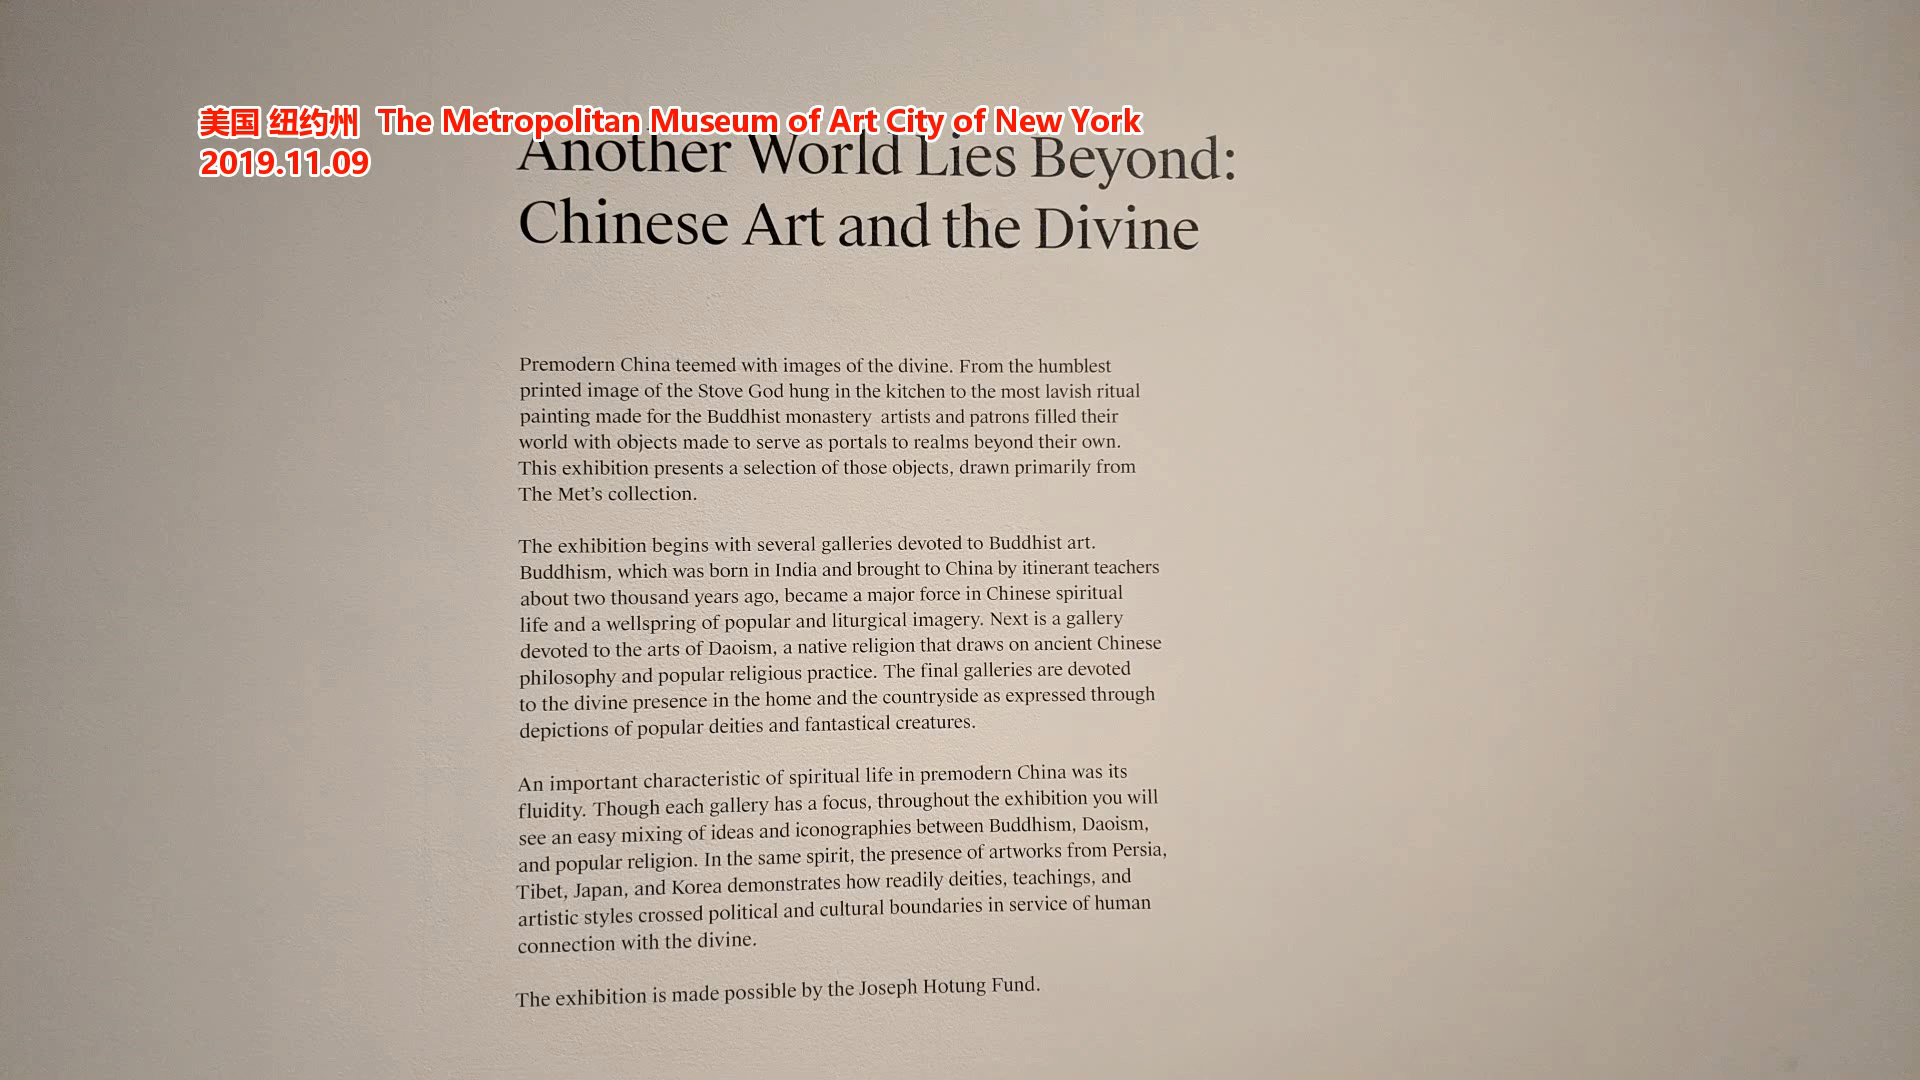 美国 纽约州 The Metropolitan Museum of Art City of New York
2019.11.09
Another World Lies Beyond:
Chinese Art and the Divine
Premodern China teemed with images of the divine. From the humblest
printed image of the Stove God hung in the kitchen to the most lavish ritual
painting made for the Buddhist monastery artists and patrons filled their
world with objects made to serve as portals to realms beyond their own.
This exhibition presents a selection of those objects, drawn primarily from
The Met’s collection.
The exhibition begins with several galleries devoted to Buddhist art.
Buddhism, which was born in India and brought to China by itinerant teachers
about two thousand years ago, became a major force in Chinese spiritual
life and a wellspring of popular and liturgical imagery. Next is a gallery
devoted to the arts of Daoism, a native religion that draws on ancient Chinese
philosophy and popular religious practice. The final galleries are devoted
to the divine presence in the home and the countryside as expressed through
depictions of popular deities and fantastical creatures.
An important characteristic of spiritual life in premodern China was its
fluidity. Though each gallery has a focus, throughout the exhibition you will
see an easy mixing of ideas and iconographies between Buddhism, Daoism,
and popular religion. In the same spirit, the presence of artworks from Persia,
Tibet, Japan, and Korea demonstrates how readily deities, teachings, and
artistic styles crossed political and cultural boundaries in service of human
connection with the divine.
The exhibition is made possible by the Joseph Hotung Fund.